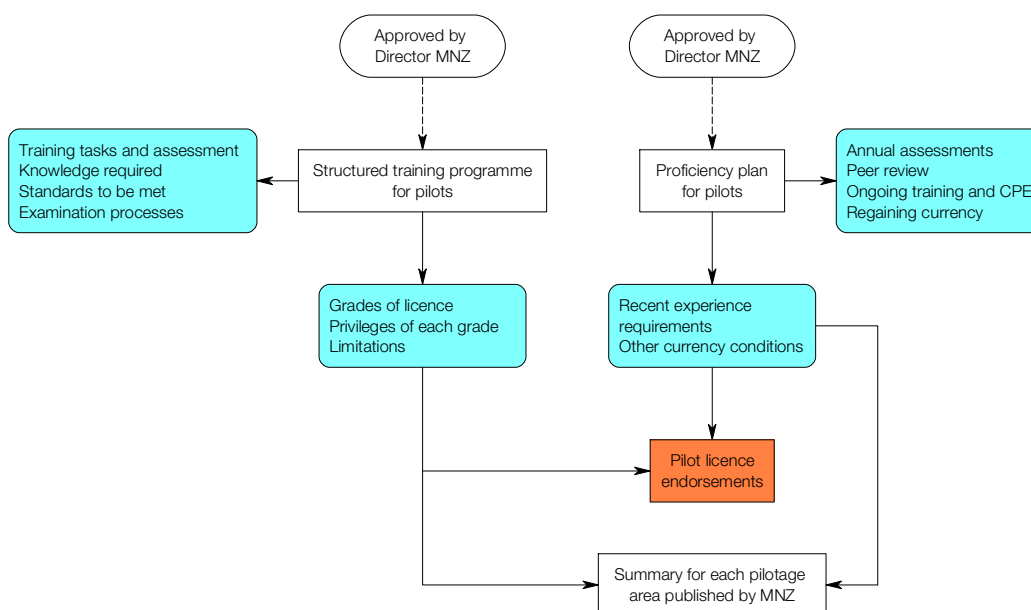 Approved by
Director MNZ
Approved by
Director MNZ
Training tasks and assessment
Knowledge required
Standards to be met
Examination processes
Structured training programme
for pilots
Proficiency plan
for pilots
Annual assessments
Peer review
Ongoing training and CPE
Regaining currency
Grades of licence
Privileges of each grade
Limitations
Recent experience
requirements
Other currency conditions
Pilot licence
endorsements
Summary for each pilotage
area published by MNZ